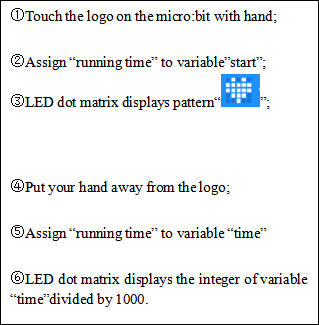 ①Touch the logo on the micro:bit with hand;
②Assign “running time” to variable”start”;
③LED dot matrix displays pattern“ ”;
④Put your hand away from the logo;
⑤Assign “running time” to variable “time”
⑥LED dot matrix displays the integer of variable
“time”divided by 1000.